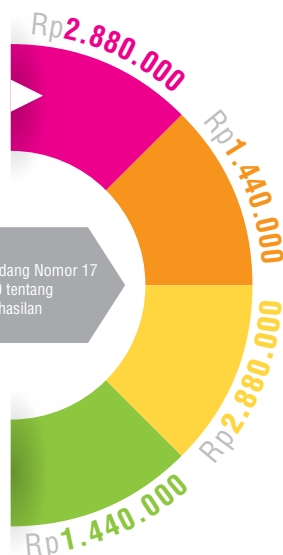 Rp2.880.000
Rp1.440.000
dang Nomor 17
tentang
hasilan
Rp2.880.000
Rp1.440.000